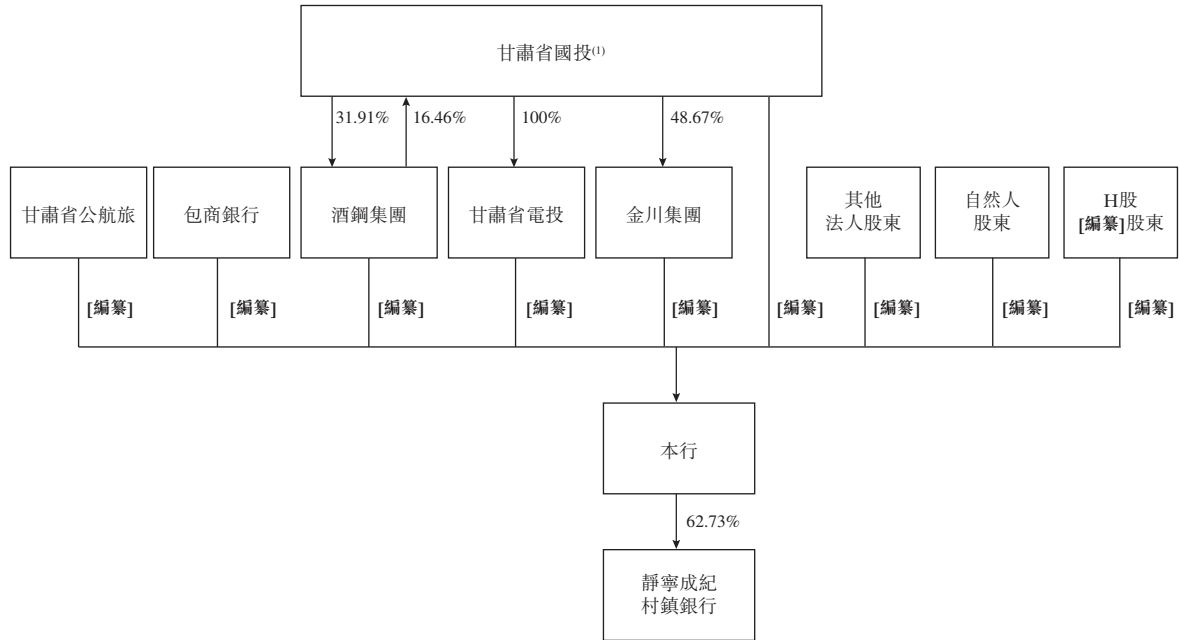 甘肅省國投(1)
31.91%
16.46%
100%
48.67%
甘肅省公航旅
包商銀行
酒鋼集團
甘肅省電投
金川集團
其他
法人股東
自然人
股東
H股
[編纂]股東
[編纂]
[編纂]
[編纂]
[編纂]
[編纂]
[編纂]
[編纂]
[編纂]
[編纂]
本行
62.73%
靜寧成紀
村鎮銀行